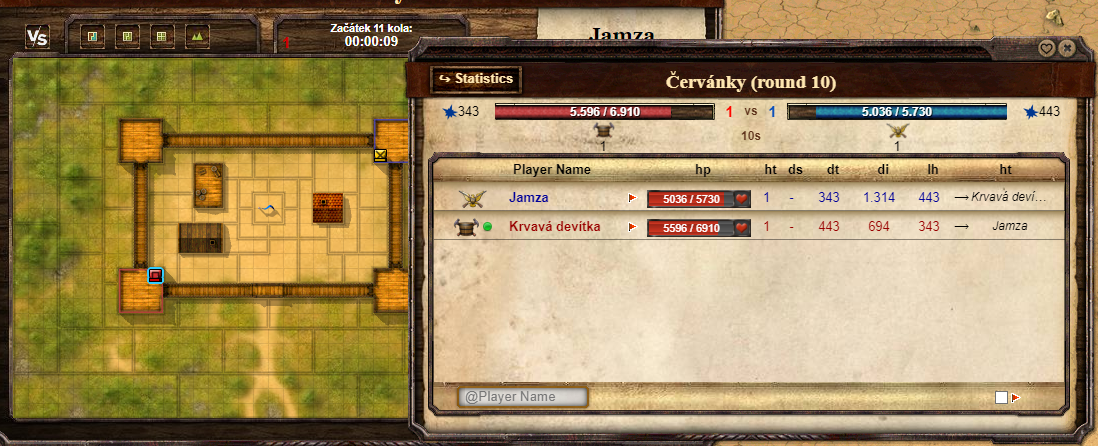 Vs
Začátek 11 kola:
1
00:00:09
Jamza
Statistics
Červánky (round 10)
343
5.596 / 6.910
1 vs 1
5.036 / 5.730
443
1
10s
1
Player Name hp ht ds dt di lh ht
Jamza 5036 / 5730 1 - 343 1.314 443 → Krvavá deví...
Krvavá devítka 5596 / 6910 1 - 443 694 343 → Jamza
@Player Name